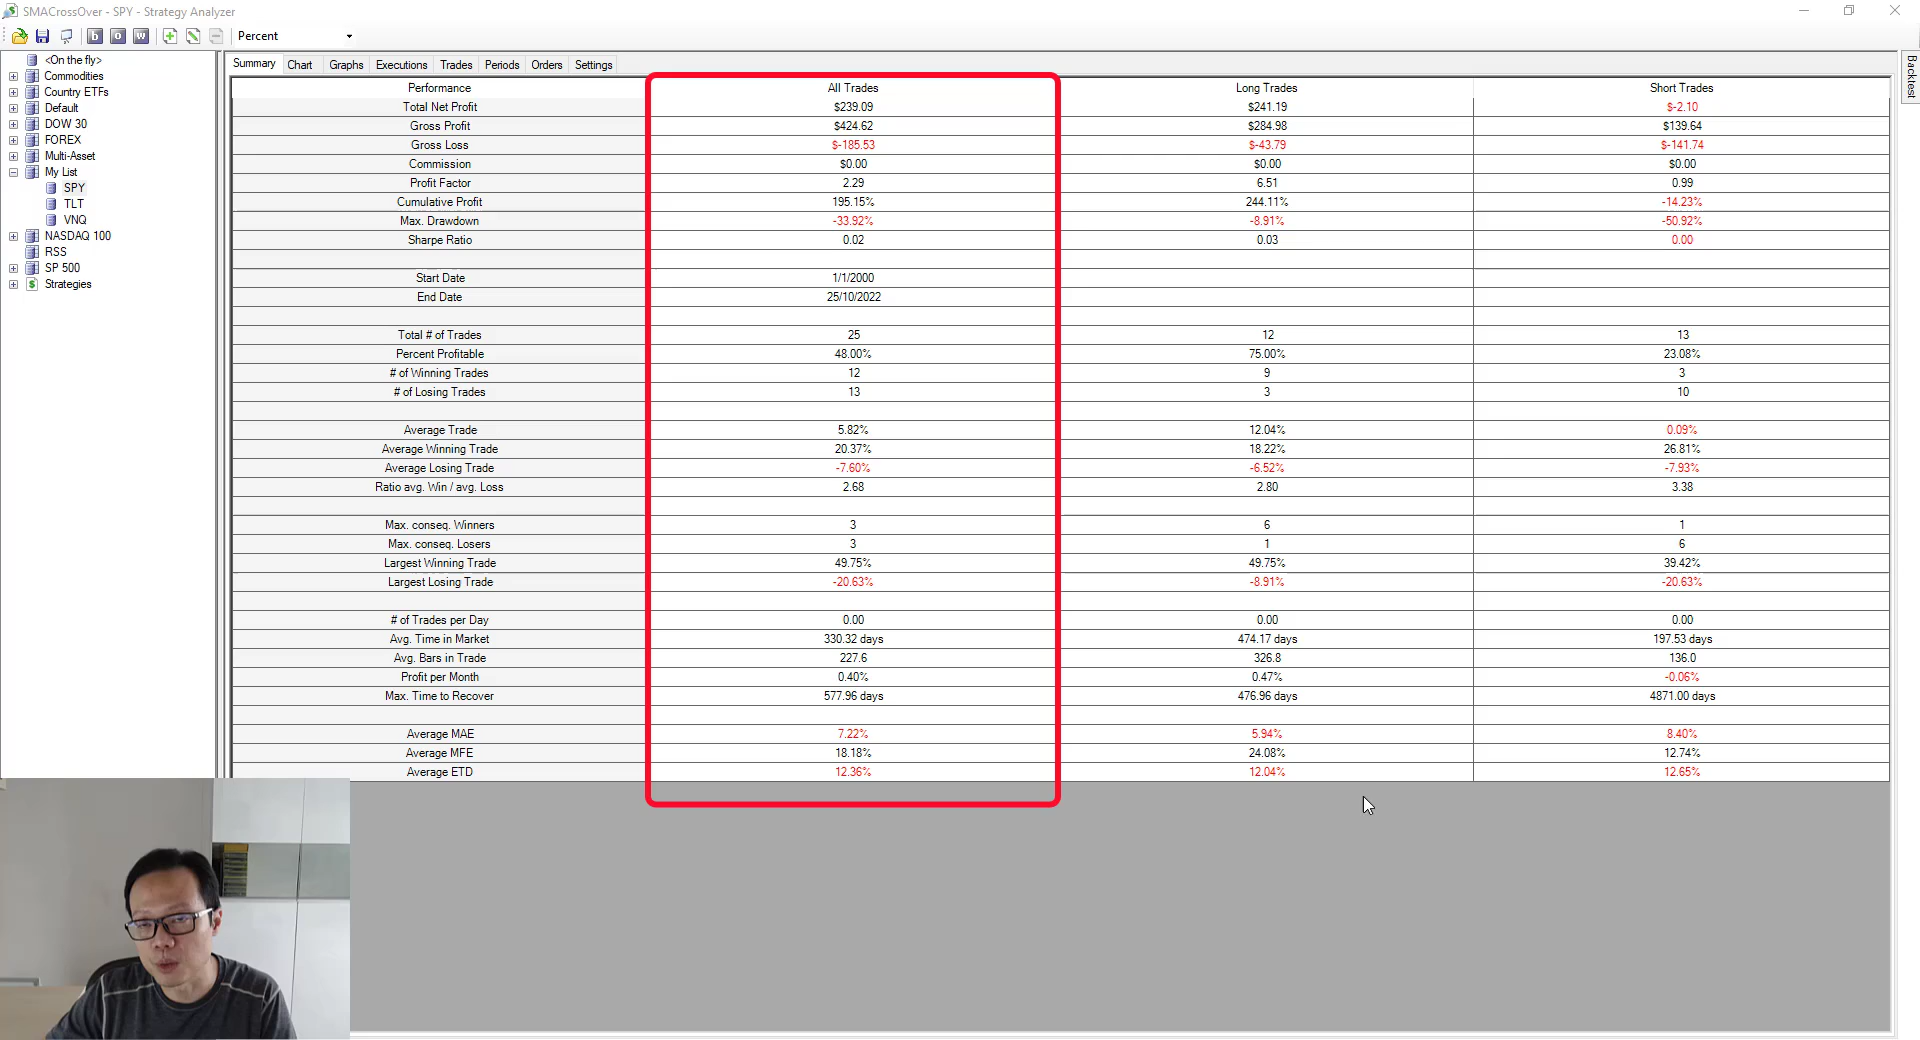 SMACrossOver - SPY - Strategy Analyzer
b o w Percent
<On the fly>
Commodities
Country ETFs
Default
DOW 30
FOREX
Multi-Asset
My List
SPY
TLT
VNQ
NASDAQ 100
RSS
SP 500
$ Strategies
Summary Chart Graphs Executions Trades Periods Orders Settings
Backtest
Performance All Trades Long Trades Short Trades
Total Net Profit $239.09 $241.19 $-2.10
Gross Profit $424.62 $284.98 $139.64
Gross Loss $-185.53 $-43.79 $-141.74
Commission $0.00 $0.00 $0.00
Profit Factor 2.29 6.51 0.99
Cumulative Profit 195.15% 244.11% -14.23%
Max. Drawdown -33.92% -8.91% -50.92%
Sharpe Ratio 0.02 0.03 0.00
Start Date 1/1/2000
End Date 25/10/2022
Total # of Trades 25 12 13
Percent Profitable 48.00% 75.00% 23.08%
# of Winning Trades 12 9 3
# of Losing Trades 13 3 10
Average Trade 5.82% 12.04% 0.09%
Average Winning Trade 20.37% 18.22% 26.81%
Average Losing Trade -7.60% -6.52% -7.93%
Ratio avg. Win / avg. Loss 2.68 2.80 3.38
Max. conseq. Winners 3 6 1
Max. conseq. Losers 3 1 6
Largest Winning Trade 49.75% 49.75% 39.42%
Largest Losing Trade -20.63% -8.91% -20.63%
# of Trades per Day 0.00 0.00 0.00
Avg. Time in Market 330.32 days 474.17 days 197.53 days
Avg. Bars in Trade 227.6 326.8 136.0
Profit per Month 0.40% 0.47% -0.06%
Max. Time to Recover 577.96 days 476.96 days 4871.00 days
Average MAE 7.22% 5.94% 8.40%
Average MFE 18.18% 24.08% 12.74%
Average ETD 12.36% 12.04% 12.65%